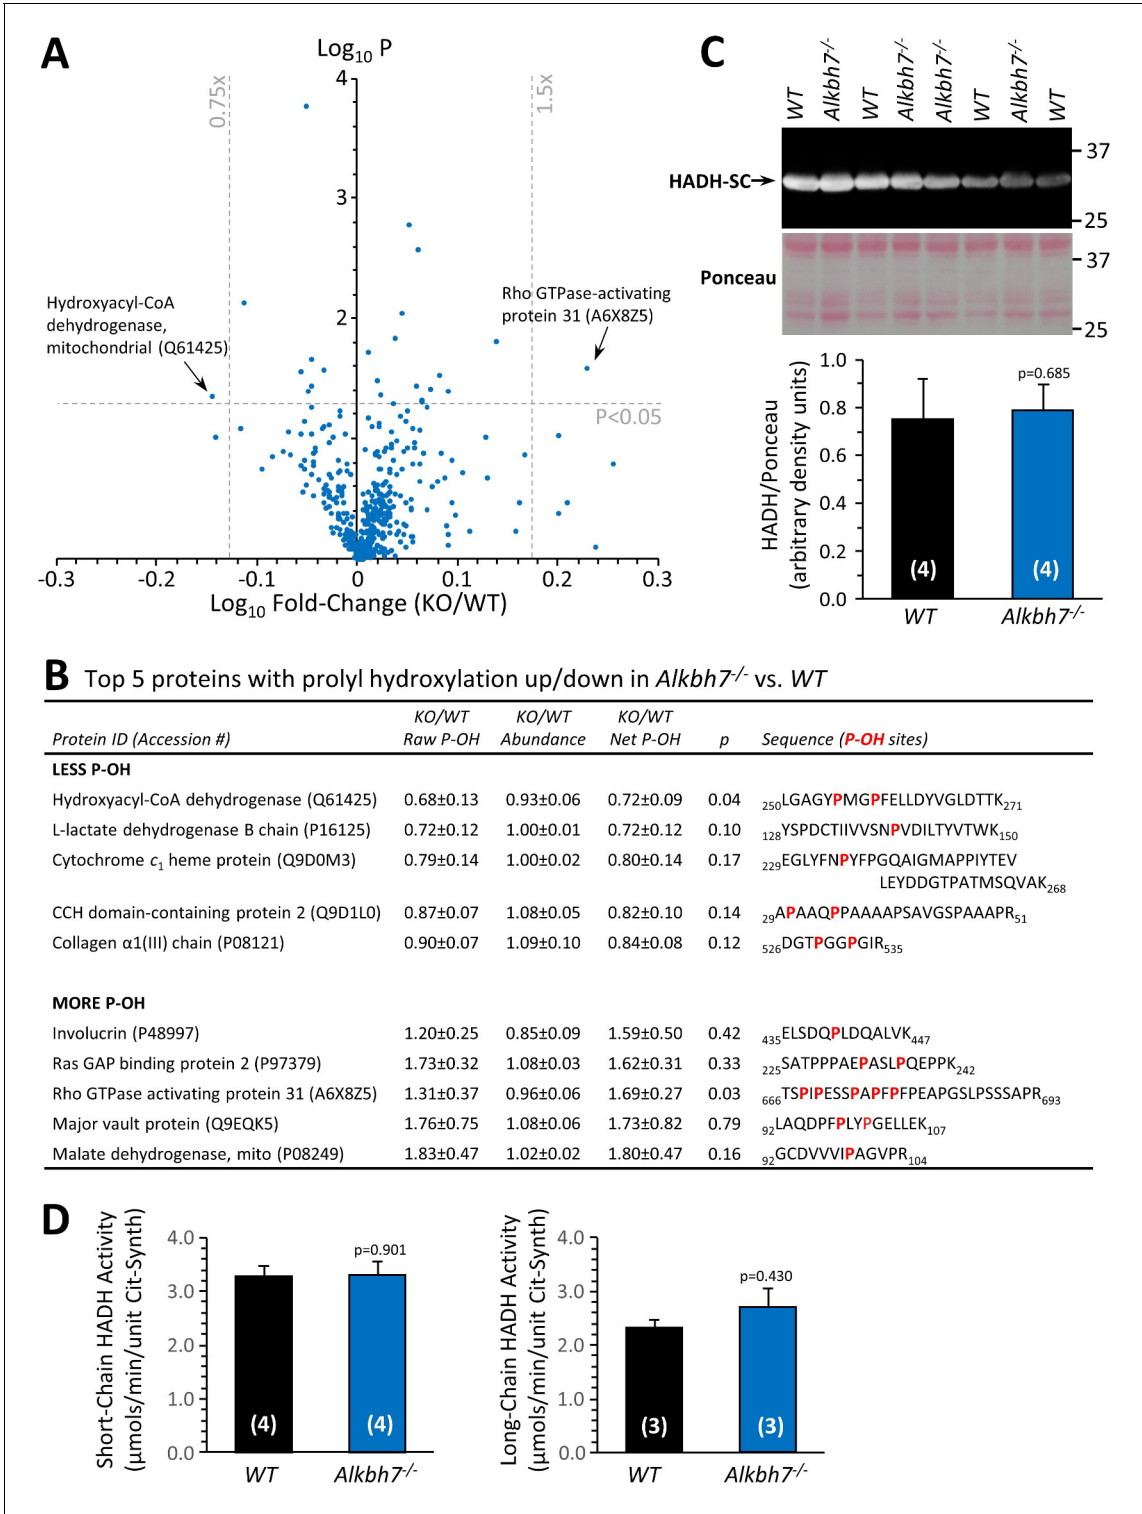 A
Log10 P
4
3
2
0.75x
1.5x
Hydroxyacyl-CoA
dehydrogenase,
mitochondrial (Q61425)
Rho GTPase-activating
protein 31 (A6X8Z5)
P<0.05
-0.3
-0.2
-0.1
0
0.1
0.2
0.3
Log10 Fold-Change (KO/WT)
C
WT
Alkbh7-/-
WT
Alkbh7-/-
Alkbh7-/-
WT
Alkbh7-/-
WT
HADH-SC
37
25
Ponceau
37
25
HADH/Ponceau
(arbitrary density units)
1.0
0.8
0.6
0.4
0.2
0.0
p=0.685
(4)
(4)
WT
Alkbh7-/-
B Top 5 proteins with prolyl hydroxylation up/down in Alkbh7-/- vs. WT
KO/WT KO/WT KO/WT
Protein ID (Accession #) Raw P-OH Abundance Net P-OH p Sequence (P-OH sites)
LESS P-OH
Hydroxyacyl-CoA dehydrogenase (Q61425) 0.68±0.13 0.93±0.06 0.72±0.09 0.04 250LGAGYPMGPFELLDYVGLDTTK271
L-lactate dehydrogenase B chain (P16125) 0.72±0.12 1.00±0.01 0.72±0.12 0.10 128YSPDCTIIVVSNPVDILTYVTWK150
Cytochrome c1 heme protein (Q9D0M3) 0.79±0.14 1.00±0.02 0.80±0.14 0.17 229EGLYFNPYFPGQAIGMAPPIYTEV
LEYDDGTPATMSQVAK268
CCH domain-containing protein 2 (Q9D1L0) 0.87±0.07 1.08±0.05 0.82±0.10 0.14 29APAAQPPAAAAPSAVGSPAAAPR51
Collagen α1(III) chain (P08121) 0.90±0.07 1.09±0.10 0.84±0.08 0.12 526DGTPGGPGIR535
MORE P-OH
Involucrin (P48997) 1.20±0.25 0.85±0.09 1.59±0.50 0.42 435ELSDQPLDQALVK447
Ras GAP binding protein 2 (P97379) 1.73±0.32 1.08±0.03 1.62±0.31 0.33 225SATPPPAEPASLPQEPPK242
Rho GTPase activating protein 31 (A6X8Z5) 1.31±0.37 0.96±0.06 1.69±0.27 0.03 666TSPIPESSPAPFPFPEAPGSLPSSSAPR693
Major vault protein (Q9EQK5) 1.76±0.75 1.08±0.06 1.73±0.82 0.79 92LAQDPFPLYPGELLEK107
Malate dehydrogenase, mito (P08249) 1.83±0.47 1.02±0.02 1.80±0.47 0.16 92GCDVVVIPAGVPR104
D
Short-Chain HADH Activity
(μmols/min/unit Cit-Synth)
4.0
3.0
2.0
1.0
0.0
p=0.901
(4)
(4)
WT
Alkbh7-/-
Long-Chain HADH Activity
(μmols/min/unit Cit-Synth)
4.0
3.0
2.0
1.0
0.0
p=0.430
(3)
(3)
WT
Alkbh7-/-